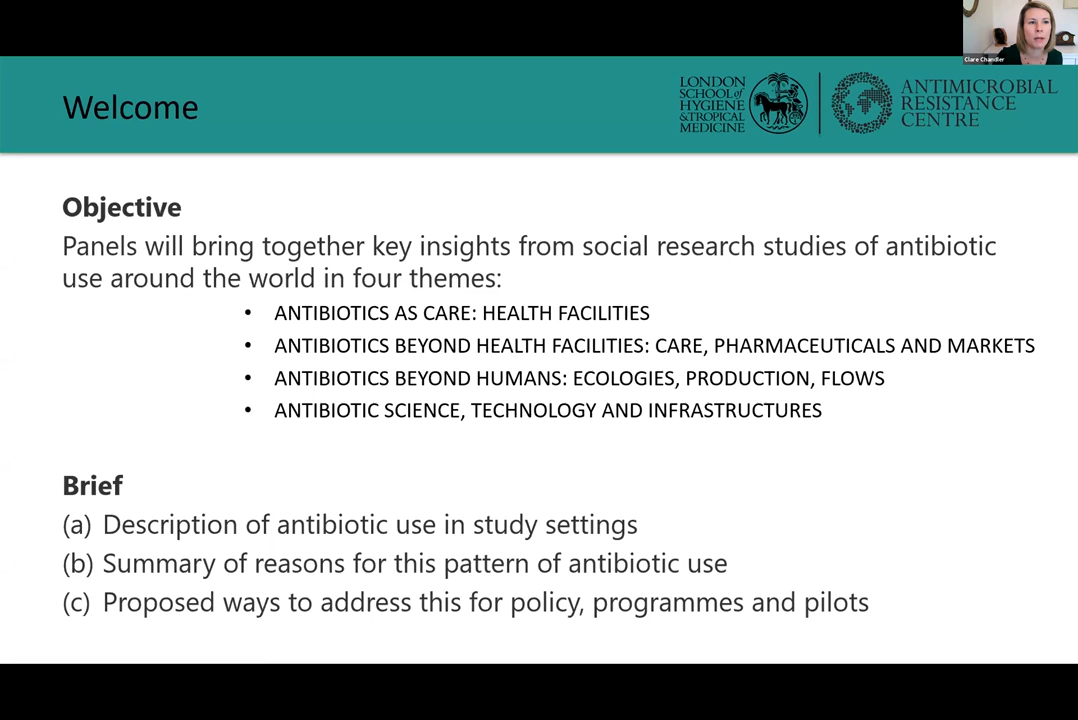 Clare Chandler
Welcome
LONDON
SCHOOL of
HYGIENE
& TROPICAL
MEDICINE
ANTIMICROBIAL
RESISTANCE
CENTRE
Objective
Panels will bring together key insights from social research studies of antibiotic
use around the world in four themes:
• ANTIBIOTICS AS CARE: HEALTH FACILITIES
• ANTIBIOTICS BEYOND HEALTH FACILITIES: CARE, PHARMACEUTICALS AND MARKETS
• ANTIBIOTICS BEYOND HUMANS: ECOLOGIES, PRODUCTION, FLOWS
• ANTIBIOTIC SCIENCE, TECHNOLOGY AND INFRASTRUCTURES
Brief
(a) Description of antibiotic use in study settings
(b) Summary of reasons for this pattern of antibiotic use
(c) Proposed ways to address this for policy, programmes and pilots